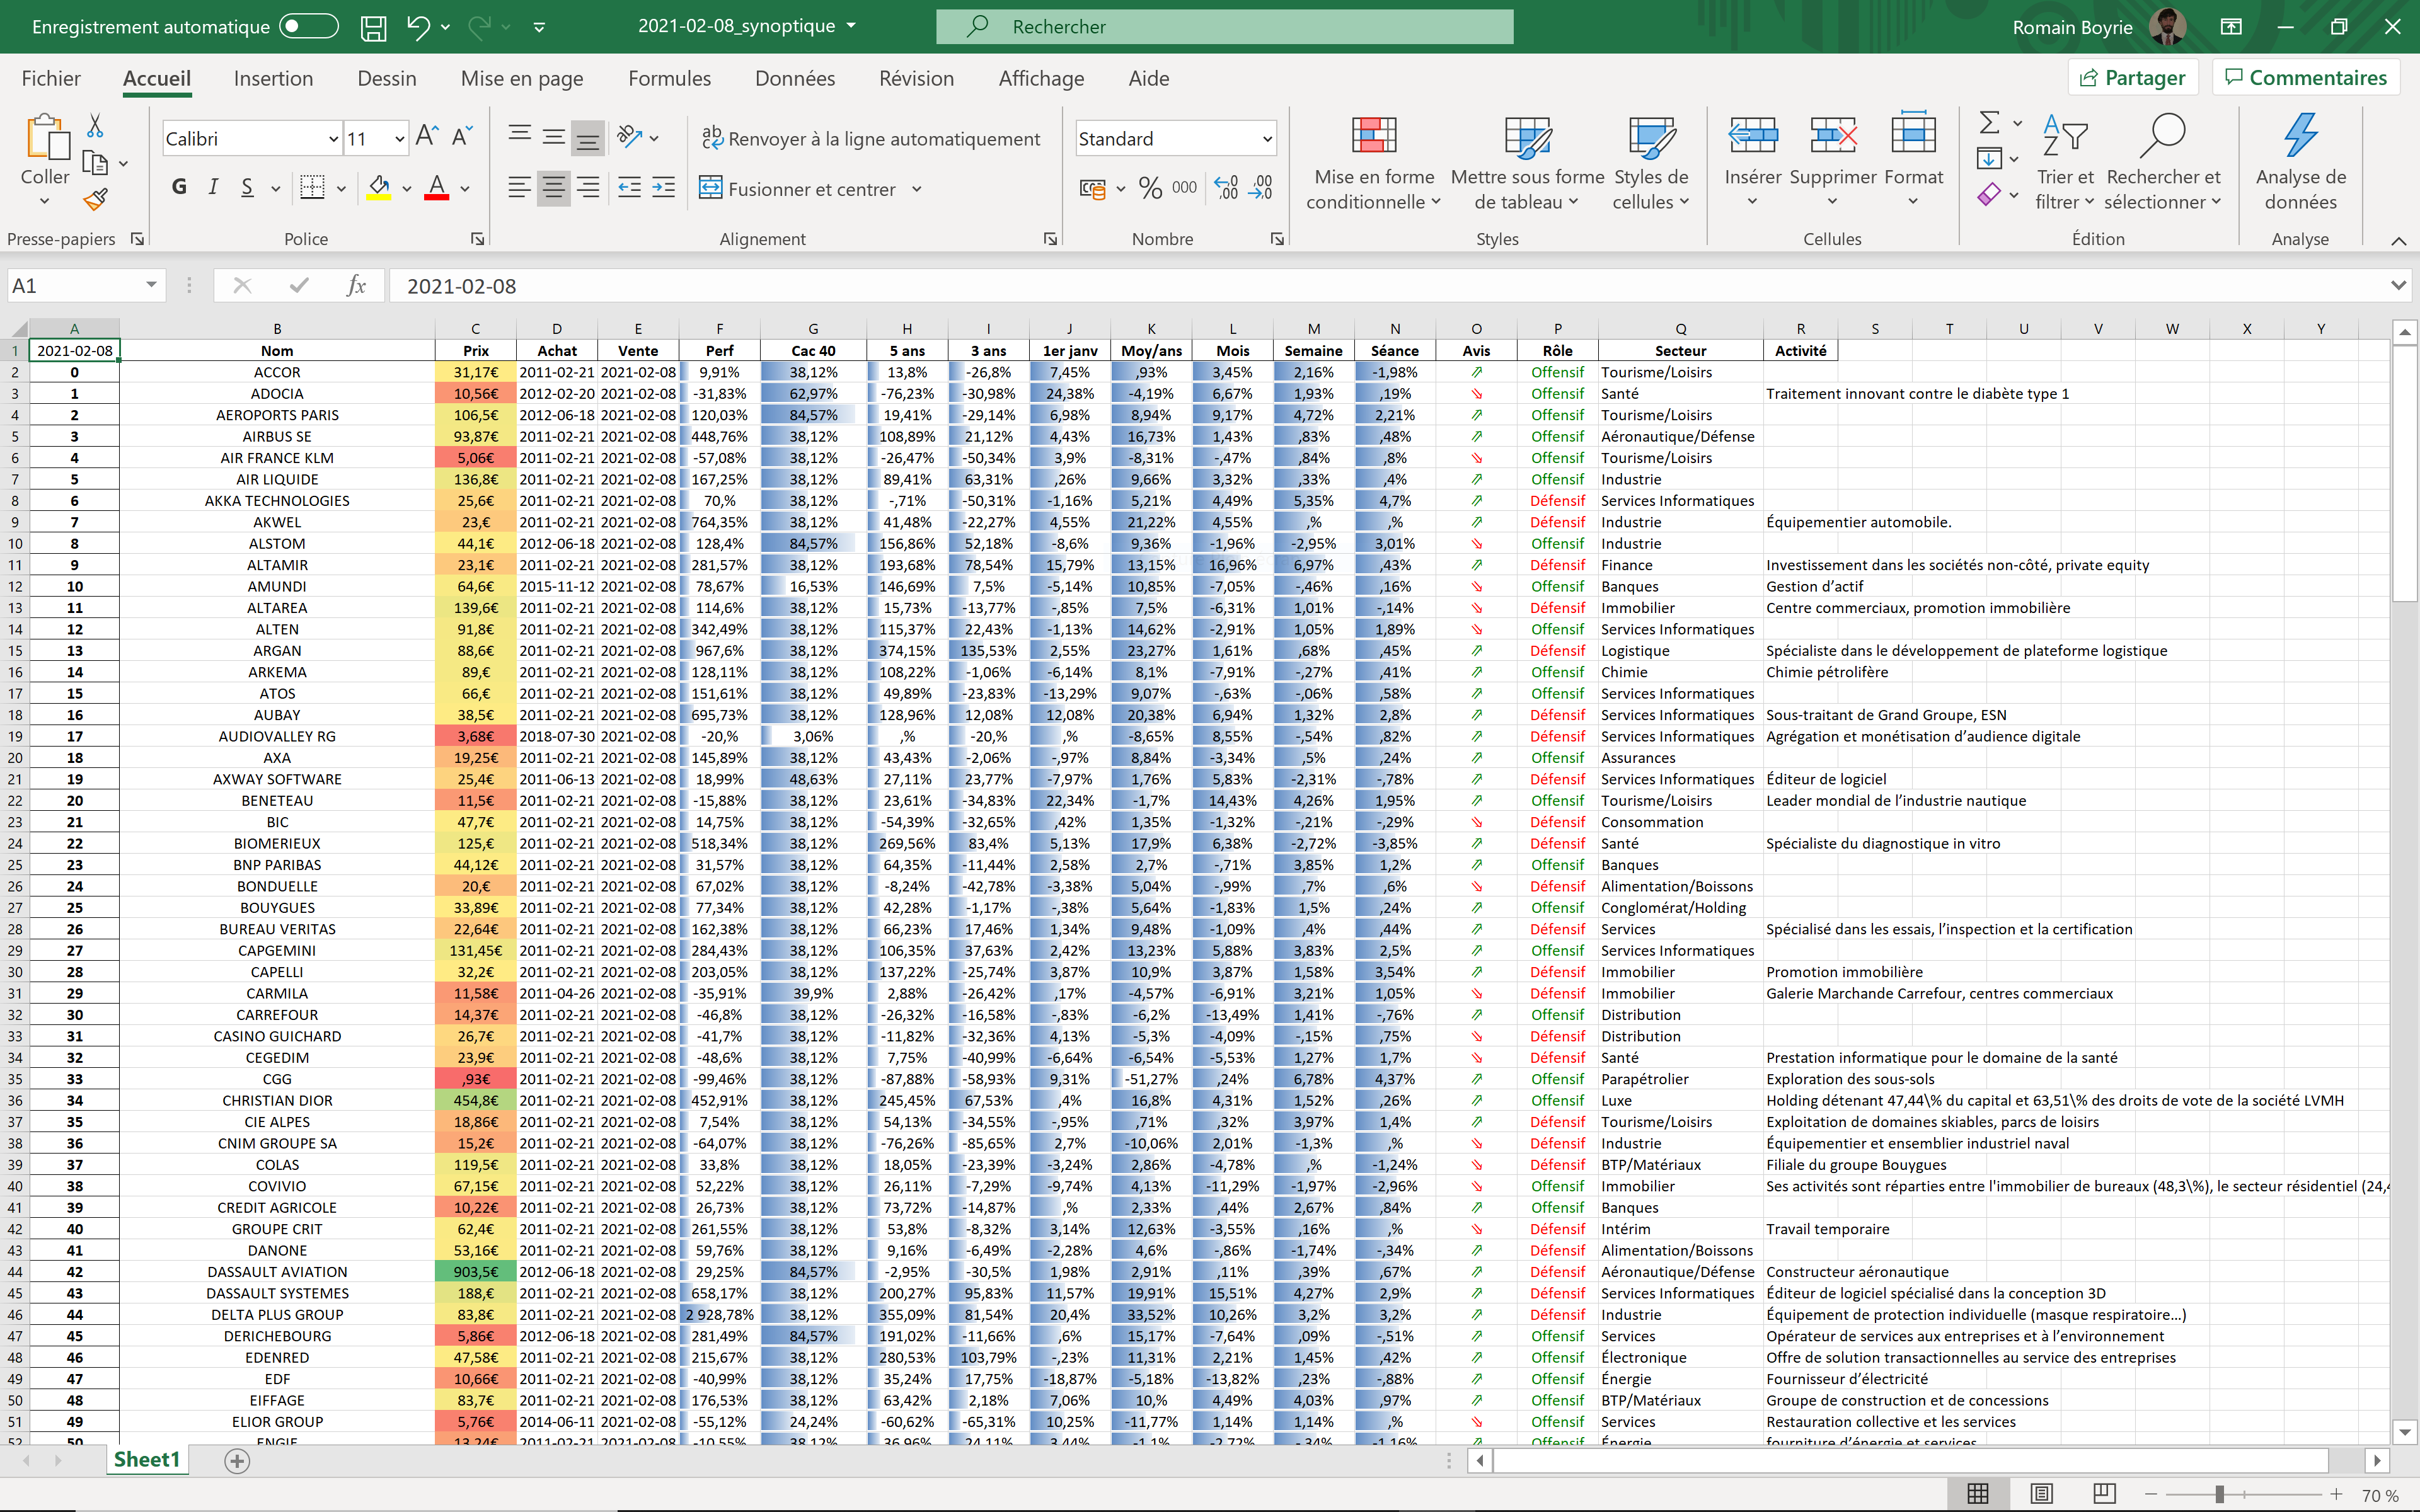 Enregistrement automatique 2021-02-08_synoptique Rechercher Romain Boyrie
Fichier Accueil Insertion Dessin Mise en page Formules Données Révision Affichage Aide Partager Commentaires
Calibri 11 Renvoyer à la ligne automatiquement Standard
Coller G I S Fusionner et centrer % 000 Mise en forme conditionnelle Mettre sous forme de tableau Styles de cellules Insérer Supprimer Format Trier et filtrer Rechercher et sélectionner Analyse de données
Presse-papiers Police Alignement Nombre Styles Cellules Édition Analyse
A1 fx 2021-02-08
A B C D E F G H I J K L M N O P Q R S T U V W X Y
1 2021-02-08 Nom Prix Achat Vente Perf Cac 40 5 ans 3 ans 1er janv Moy/ans Mois Semaine Séance Avis Rôle Secteur Activité
2 0 ACCOR 31,17€ 2011-02-21 2021-02-08 9,91% 38,12% 13,8% -26,8% 7,45% ,93% 3,45% 2,16% -1,98% ⇗ Offensif Tourisme/Loisirs
3 1 ADOCIA 10,56€ 2012-02-20 2021-02-08 -31,83% 62,97% -76,23% -30,98% 24,38% -4,19% 6,67% 1,93% ,19% ⇘ Offensif Santé Traitement innovant contre le diabète type 1
4 2 AEROPORTS PARIS 106,5€ 2012-06-18 2021-02-08 120,03% 84,57% 19,41% -29,14% 6,98% 8,94% 9,17% 4,72% 2,21% ⇗ Offensif Tourisme/Loisirs
5 3 AIRBUS SE 93,87€ 2011-02-21 2021-02-08 448,76% 38,12% 108,89% 21,12% 4,43% 16,73% 1,43% ,83% ,48% ⇗ Offensif Aéronautique/Défense
6 4 AIR FRANCE KLM 5,06€ 2011-02-21 2021-02-08 -57,08% 38,12% -26,47% -50,34% 3,9% -8,31% -,47% ,84% ,8% ⇘ Offensif Tourisme/Loisirs
7 5 AIR LIQUIDE 136,8€ 2011-02-21 2021-02-08 167,25% 38,12% 89,41% 63,31% ,26% 9,66% 3,32% ,33% ,4% ⇗ Offensif Industrie
8 6 AKKA TECHNOLOGIES 25,6€ 2011-02-21 2021-02-08 70,% 38,12% -,71% -50,31% -1,16% 5,21% 4,49% 5,35% 4,7% ⇗ Défensif Services Informatiques
9 7 AKWEL 23,€ 2011-02-21 2021-02-08 764,35% 38,12% 41,48% -22,27% 4,55% 21,22% 4,55% ,% ,% ⇗ Défensif Industrie Équipementier automobile.
10 8 ALSTOM 44,1€ 2012-06-18 2021-02-08 128,4% 84,57% 156,86% 52,18% -8,6% 9,36% -1,96% -2,95% 3,01% ⇘ Offensif Industrie
11 9 ALTAMIR 23,1€ 2011-02-21 2021-02-08 281,57% 38,12% 193,68% 78,54% 15,79% 13,15% 16,96% 6,97% ,43% ⇗ Défensif Finance Investissement dans les sociétés non-côté, private equity
12 10 AMUNDI 64,6€ 2015-11-12 2021-02-08 78,67% 16,53% 146,69% 7,5% -5,14% 10,85% -7,05% -,46% ,16% ⇘ Offensif Banques Gestion d’actif
13 11 ALTAREA 139,6€ 2011-02-21 2021-02-08 114,6% 38,12% 15,73% -13,77% -,85% 7,5% -6,31% 1,01% -,14% ⇘ Défensif Immobilier Centre commerciaux, promotion immobilière
14 12 ALTEN 91,8€ 2011-02-21 2021-02-08 342,49% 38,12% 115,37% 22,43% -1,13% 14,62% -2,91% 1,05% 1,89% ⇘ Offensif Services Informatiques
15 13 ARGAN 88,6€ 2011-02-21 2021-02-08 967,6% 38,12% 374,15% 135,53% 2,55% 23,27% 1,61% ,68% ,45% ⇗ Défensif Logistique Spécialiste dans le développement de plateforme logistique
16 14 ARKEMA 89,€ 2011-02-21 2021-02-08 128,11% 38,12% 108,22% -1,06% -6,14% 8,1% -7,91% -,27% ,41% ⇗ Offensif Chimie Chimie pétrolifère
17 15 ATOS 66,€ 2011-02-21 2021-02-08 151,61% 38,12% 49,89% -23,83% -13,29% 9,07% -,63% -,06% ,58% ⇗ Offensif Services Informatiques
18 16 AUBAY 38,5€ 2011-02-21 2021-02-08 695,73% 38,12% 128,96% 12,08% 12,08% 20,38% 6,94% 1,32% 2,8% ⇗ Défensif Services Informatiques Sous-traitant de Grand Groupe, ESN
19 17 AUDIOVALLEY RG 3,68€ 2018-07-30 2021-02-08 -20,% 3,06% ,% -20,% ,% -8,65% 8,55% -,54% ,82% ⇘ Défensif Services Informatiques Agrégation et monétisation d’audience digitale
20 18 AXA 19,25€ 2011-02-21 2021-02-08 145,89% 38,12% 43,43% -2,06% -,97% 8,84% -3,34% ,5% ,24% ⇗ Offensif Assurances
21 19 AXWAY SOFTWARE 25,4€ 2011-06-13 2021-02-08 18,99% 48,63% 27,11% 23,77% -7,97% 1,76% 5,83% -2,31% -,78% ⇘ Défensif Services Informatiques Éditeur de logiciel
22 20 BENETEAU 11,5€ 2011-02-21 2021-02-08 -15,88% 38,12% 23,61% -34,83% 22,34% -1,7% 14,43% 4,26% 1,95% ⇗ Offensif Tourisme/Loisirs Leader mondial de l’industrie nautique
23 21 BIC 47,7€ 2011-02-21 2021-02-08 14,75% 38,12% -54,39% -32,65% ,42% 1,35% -1,32% -,21% -,29% ⇘ Défensif Consommation
24 22 BIOMERIEUX 125,€ 2011-02-21 2021-02-08 518,34% 38,12% 269,56% 83,4% 5,13% 17,9% 6,38% -2,72% -3,85% ⇗ Défensif Santé Spécialiste du diagnostique in vitro
25 23 BNP PARIBAS 44,12€ 2011-02-21 2021-02-08 31,57% 38,12% 64,35% -11,44% 2,58% 2,7% -,71% 3,85% 1,2% ⇗ Offensif Banques
26 24 BONDUELLE 20,€ 2011-02-21 2021-02-08 67,02% 38,12% -8,24% -42,78% -3,38% 5,04% -,99% ,7% ,6% ⇘ Défensif Alimentation/Boissons
27 25 BOUYGUES 33,89€ 2011-02-21 2021-02-08 77,34% 38,12% 42,28% -1,17% -,38% 5,64% -1,83% 1,5% ,24% ⇗ Offensif Conglomérat/Holding
28 26 BUREAU VERITAS 22,64€ 2011-02-21 2021-02-08 162,38% 38,12% 66,23% 17,46% 1,34% 9,48% -1,09% ,4% ,44% ⇗ Défensif Services Spécialisé dans les essais, l’inspection et la certification
29 27 CAPGEMINI 131,45€ 2011-02-21 2021-02-08 284,43% 38,12% 106,35% 37,63% 2,42% 13,23% 5,88% 3,83% 2,5% ⇗ Offensif Services Informatiques
30 28 CAPELLI 32,2€ 2011-02-21 2021-02-08 203,05% 38,12% 137,22% -25,74% 3,87% 10,9% 3,87% 1,58% 3,54% ⇗ Défensif Immobilier Promotion immobilière
31 29 CARMILA 11,58€ 2011-04-26 2021-02-08 -35,91% 39,9% 2,88% -26,42% ,17% -4,57% -6,91% 3,21% 1,05% ⇘ Défensif Immobilier Galerie Marchande Carrefour, centres commerciaux
32 30 CARREFOUR 14,37€ 2011-02-21 2021-02-08 -46,8% 38,12% -26,32% -16,58% -,83% -6,2% -13,49% 1,41% -,76% ⇗ Offensif Distribution
33 31 CASINO GUICHARD 26,7€ 2011-02-21 2021-02-08 -41,7% 38,12% -11,82% -32,36% 4,13% -5,3% -4,09% -,15% ,75% ⇘ Défensif Distribution
34 32 CEGEDIM 23,9€ 2011-02-21 2021-02-08 -48,6% 38,12% 7,75% -40,99% -6,64% -6,54% -5,53% 1,27% 1,7% ⇘ Défensif Santé Prestation informatique pour le domaine de la santé
35 33 CGG ,93€ 2011-02-21 2021-02-08 -99,46% 38,12% -87,88% -58,93% 9,31% -51,27% ,24% 6,78% 4,37% ⇗ Offensif Parapétrolier Exploration des sous-sols
36 34 CHRISTIAN DIOR 454,8€ 2011-02-21 2021-02-08 452,91% 38,12% 245,45% 67,53% ,4% 16,8% 4,31% 1,52% ,26% ⇗ Offensif Luxe Holding détenant 47,44\% du capital et 63,51\% des droits de vote de la société LVMH
37 35 CIE ALPES 18,86€ 2011-02-21 2021-02-08 7,54% 38,12% 54,13% -34,55% -,95% ,71% ,32% 3,97% 1,4% ⇗ Défensif Tourisme/Loisirs Exploitation de domaines skiables, parcs de loisirs
38 36 CNIM GROUPE SA 15,2€ 2011-02-21 2021-02-08 -64,07% 38,12% -76,26% -85,65% 2,7% -10,06% 2,01% -1,3% ,% ⇘ Défensif Industrie Équipementier et ensemblier industriel naval
39 37 COLAS 119,5€ 2011-02-21 2021-02-08 33,8% 38,12% 18,05% -23,39% -3,24% 2,86% -4,78% ,% -1,24% ⇘ Défensif BTP/Matériaux Filiale du groupe Bouygues
40 38 COVIVIO 67,15€ 2011-02-21 2021-02-08 52,22% 38,12% 26,11% -7,29% -9,74% 4,13% -11,29% -1,97% -2,96% ⇘ Offensif Immobilier Ses activités sont réparties entre l'immobilier de bureaux (48,3\%), le secteur résidentiel (24,
41 39 CREDIT AGRICOLE 10,22€ 2011-02-21 2021-02-08 26,73% 38,12% 73,72% -14,87% ,% 2,33% ,44% 2,67% ,84% ⇗ Offensif Banques
42 40 GROUPE CRIT 62,4€ 2011-02-21 2021-02-08 261,55% 38,12% 53,8% -8,32% 3,14% 12,63% -3,55% ,16% ,% ⇘ Défensif Intérim Travail temporaire
43 41 DANONE 53,16€ 2011-02-21 2021-02-08 59,76% 38,12% 9,16% -6,49% -2,28% 4,6% -,86% -1,74% -,34% ⇗ Défensif Alimentation/Boissons
44 42 DASSAULT AVIATION 903,5€ 2012-06-18 2021-02-08 29,25% 84,57% -2,95% -30,5% 1,98% 2,91% ,11% ,39% ,67% ⇗ Défensif Aéronautique/Défense Constructeur aéronautique
45 43 DASSAULT SYSTEMES 188,€ 2011-02-21 2021-02-08 658,17% 38,12% 200,27% 95,83% 11,57% 19,91% 15,51% 4,27% 2,9% ⇗ Défensif Services Informatiques Éditeur de logiciel spécialisé dans la conception 3D
46 44 DELTA PLUS GROUP 83,8€ 2011-02-21 2021-02-08 2 928,78% 38,12% 355,09% 81,54% 20,4% 33,52% 10,26% 3,2% 3,2% ⇗ Défensif Industrie Équipement de protection individuelle (masque respiratoire...)
47 45 DERICHEBOURG 5,86€ 2012-06-18 2021-02-08 281,49% 84,57% 191,02% -11,66% ,6% 15,17% -7,64% ,09% -,51% ⇗ Offensif Services Opérateur de services aux entreprises et à l’environnement
48 46 EDENRED 47,58€ 2011-02-21 2021-02-08 215,67% 38,12% 280,53% 103,79% -,23% 11,31% 2,21% 1,45% ,42% ⇗ Offensif Électronique Offre de solution transactionnelles au service des entreprises
49 47 EDF 10,66€ 2011-02-21 2021-02-08 -40,99% 38,12% 35,24% 17,75% -18,87% -5,18% -13,82% ,23% -,88% ⇗ Offensif Énergie Fournisseur d’électricité
50 48 EIFFAGE 83,7€ 2011-02-21 2021-02-08 176,53% 38,12% 63,42% 2,18% 7,06% 10,% 4,49% 4,03% ,97% ⇗ Offensif BTP/Matériaux Groupe de construction et de concessions
51 49 ELIOR GROUP 5,76€ 2014-06-11 2021-02-08 -55,12% 24,24% -60,62% -65,31% 10,25% -11,77% 1,14% 1,14% ,% ⇘ Offensif Services Restauration collective et les services
52 50 ENGIE 13,24€ 2011-02-21 2021-02-08 -10,55% 38,12% 36,96% 24,11% 3,44% -1,1% -2,72% -,34% -1,16% Offensif Énergie fourniture d’énergie et services
Sheet1
70 %